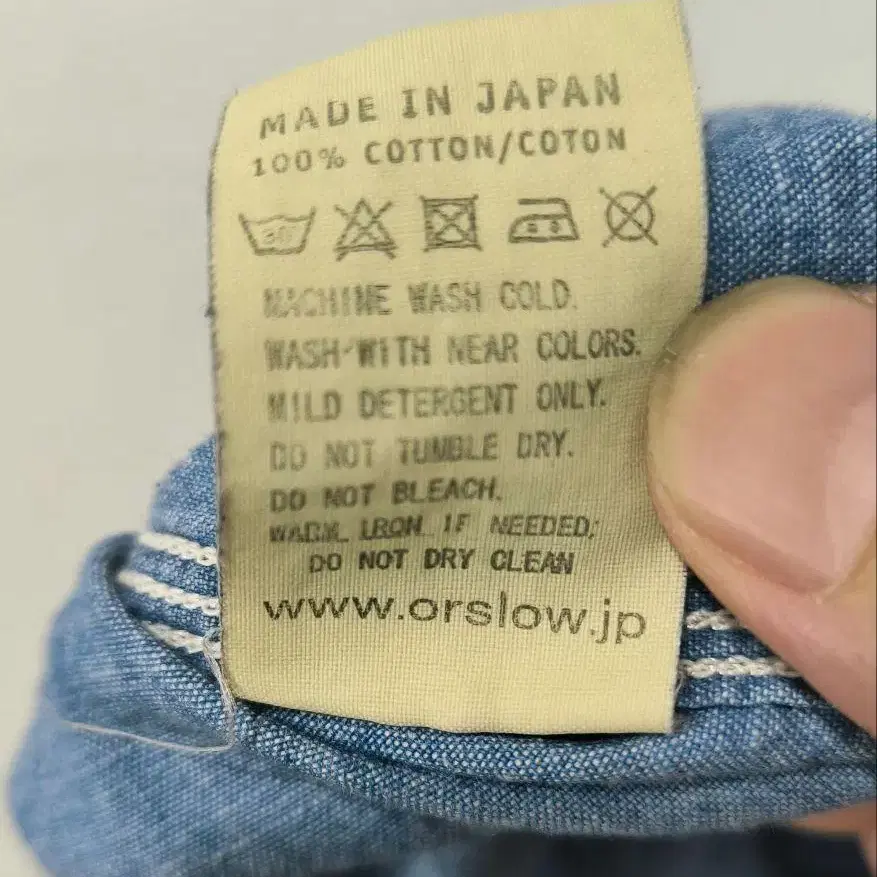 MADE IN JAPAN
100% COTTON/COTON
30
MACHINE WASH COLD.
WASH WITH NEAR COLORS.
MILD DETERGENT ONLY.
DO NOT TUMBLE DRY.
DO NOT BLEACH.
WARM IRON IF NEEDED;
DO NOT DRY CLEAN
www.orslow.jp